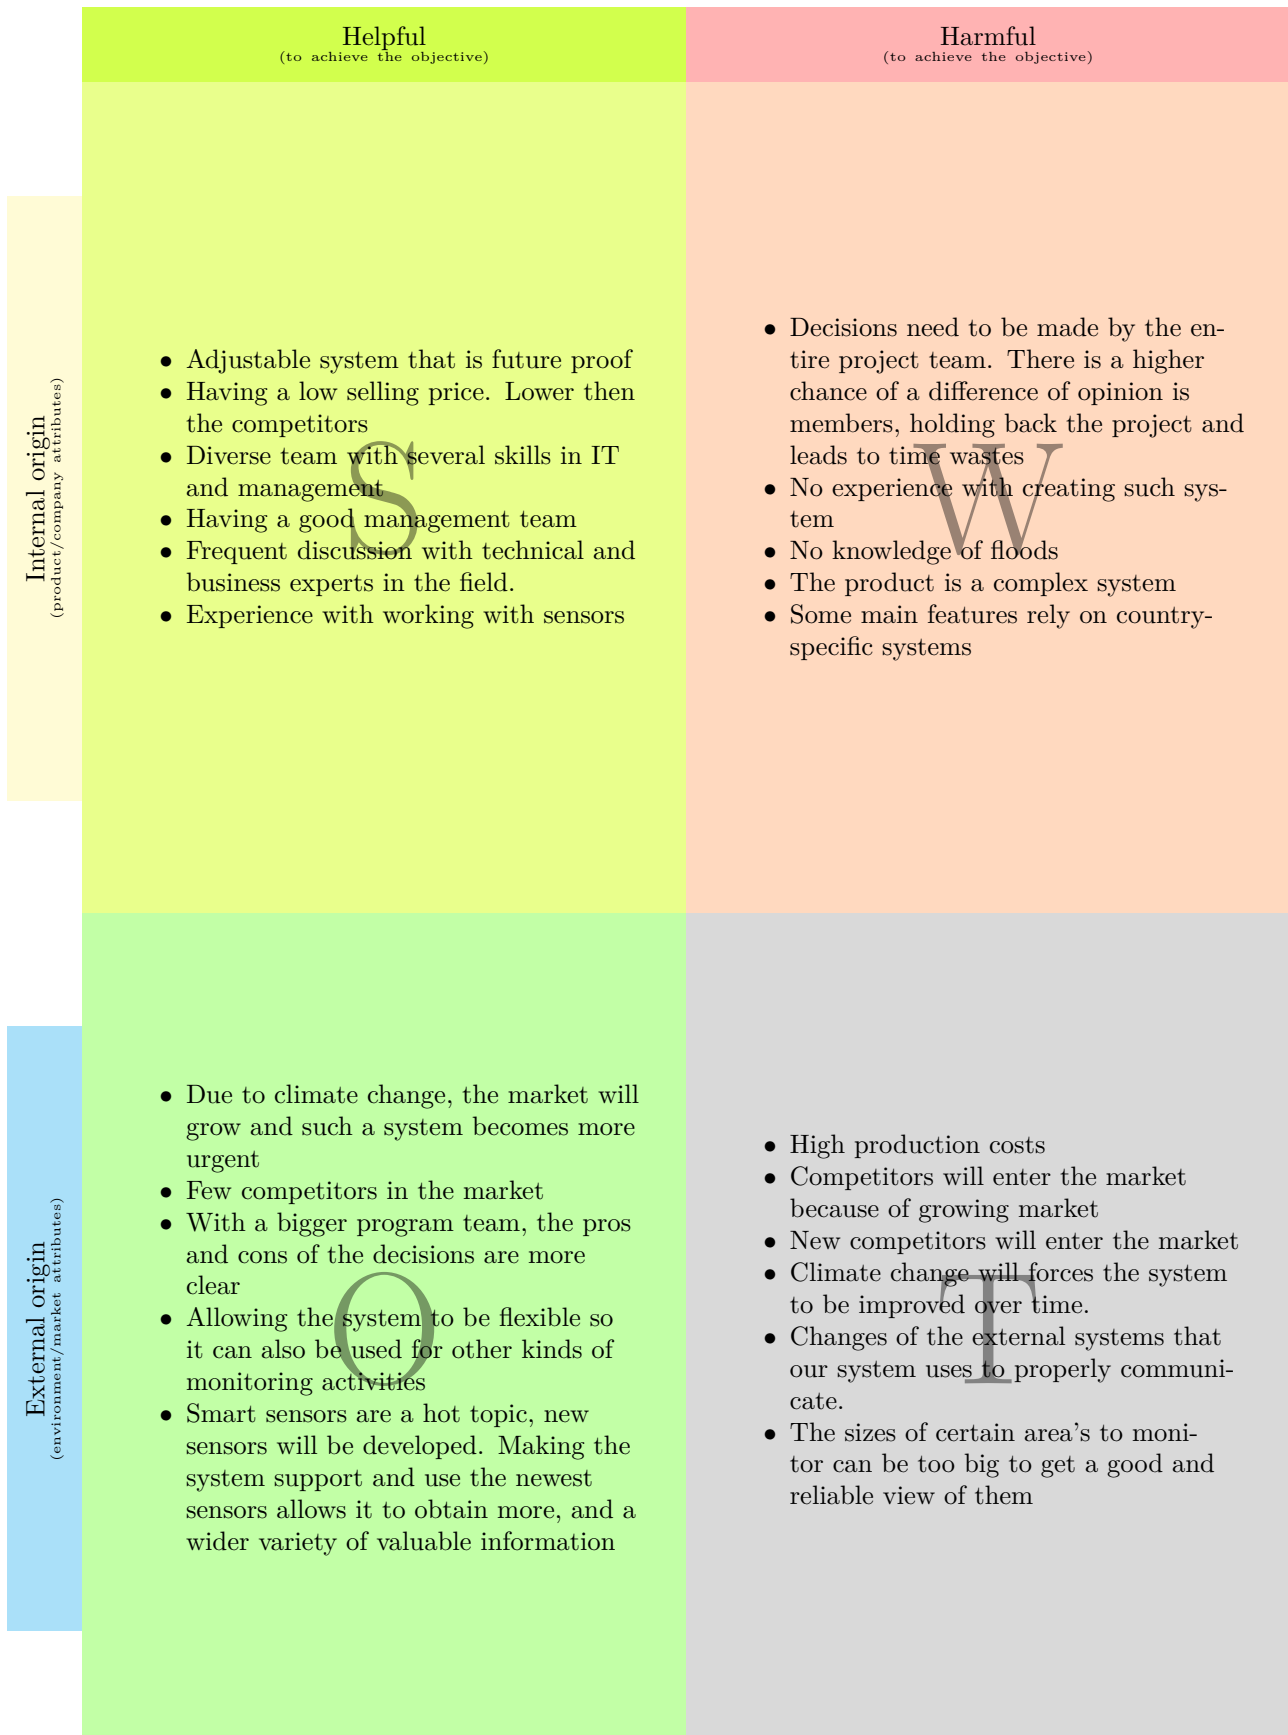 Helpful
(to achieve the objective)
Harmful
(to achieve the objective)
Internal origin
(product/company attributes)
• Adjustable system that is future proof
• Having a low selling price. Lower then
the competitors
• Diverse team with several skills in IT
and management
• Having a good management team
• Frequent discussion with technical and
business experts in the field.
• Experience with working with sensors
S
• Decisions need to be made by the en-
tire project team. There is a higher
chance of a difference of opinion is
members, holding back the project and
leads to time wastes
• No experience with creating such sys-
tem
• No knowledge of floods
• The product is a complex system
• Some main features rely on country-
specific systems
W
External origin
(environment/market attributes)
• Due to climate change, the market will
grow and such a system becomes more
urgent
• Few competitors in the market
• With a bigger program team, the pros
and cons of the decisions are more
clear
• Allowing the system to be flexible so
it can also be used for other kinds of
monitoring activities
• Smart sensors are a hot topic, new
sensors will be developed. Making the
system support and use the newest
sensors allows it to obtain more, and a
wider variety of valuable information
O
• High production costs
• Competitors will enter the market
because of growing market
• New competitors will enter the market
• Climate change will forces the system
to be improved over time.
• Changes of the external systems that
our system uses to properly communi-
cate.
• The sizes of certain area's to moni-
tor can be too big to get a good and
reliable view of them
T